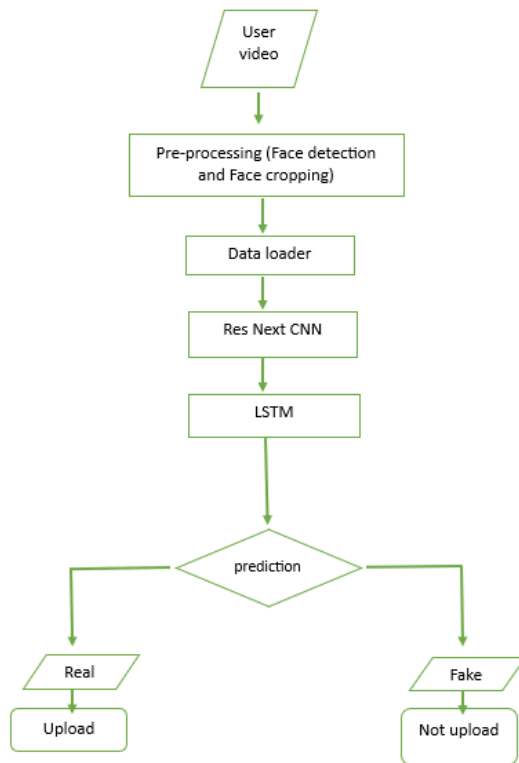 User
video
Pre-processing (Face detection
and Face cropping)
Data loader
Res Next CNN
LSTM
prediction
Real
Fake
Upload
Not upload